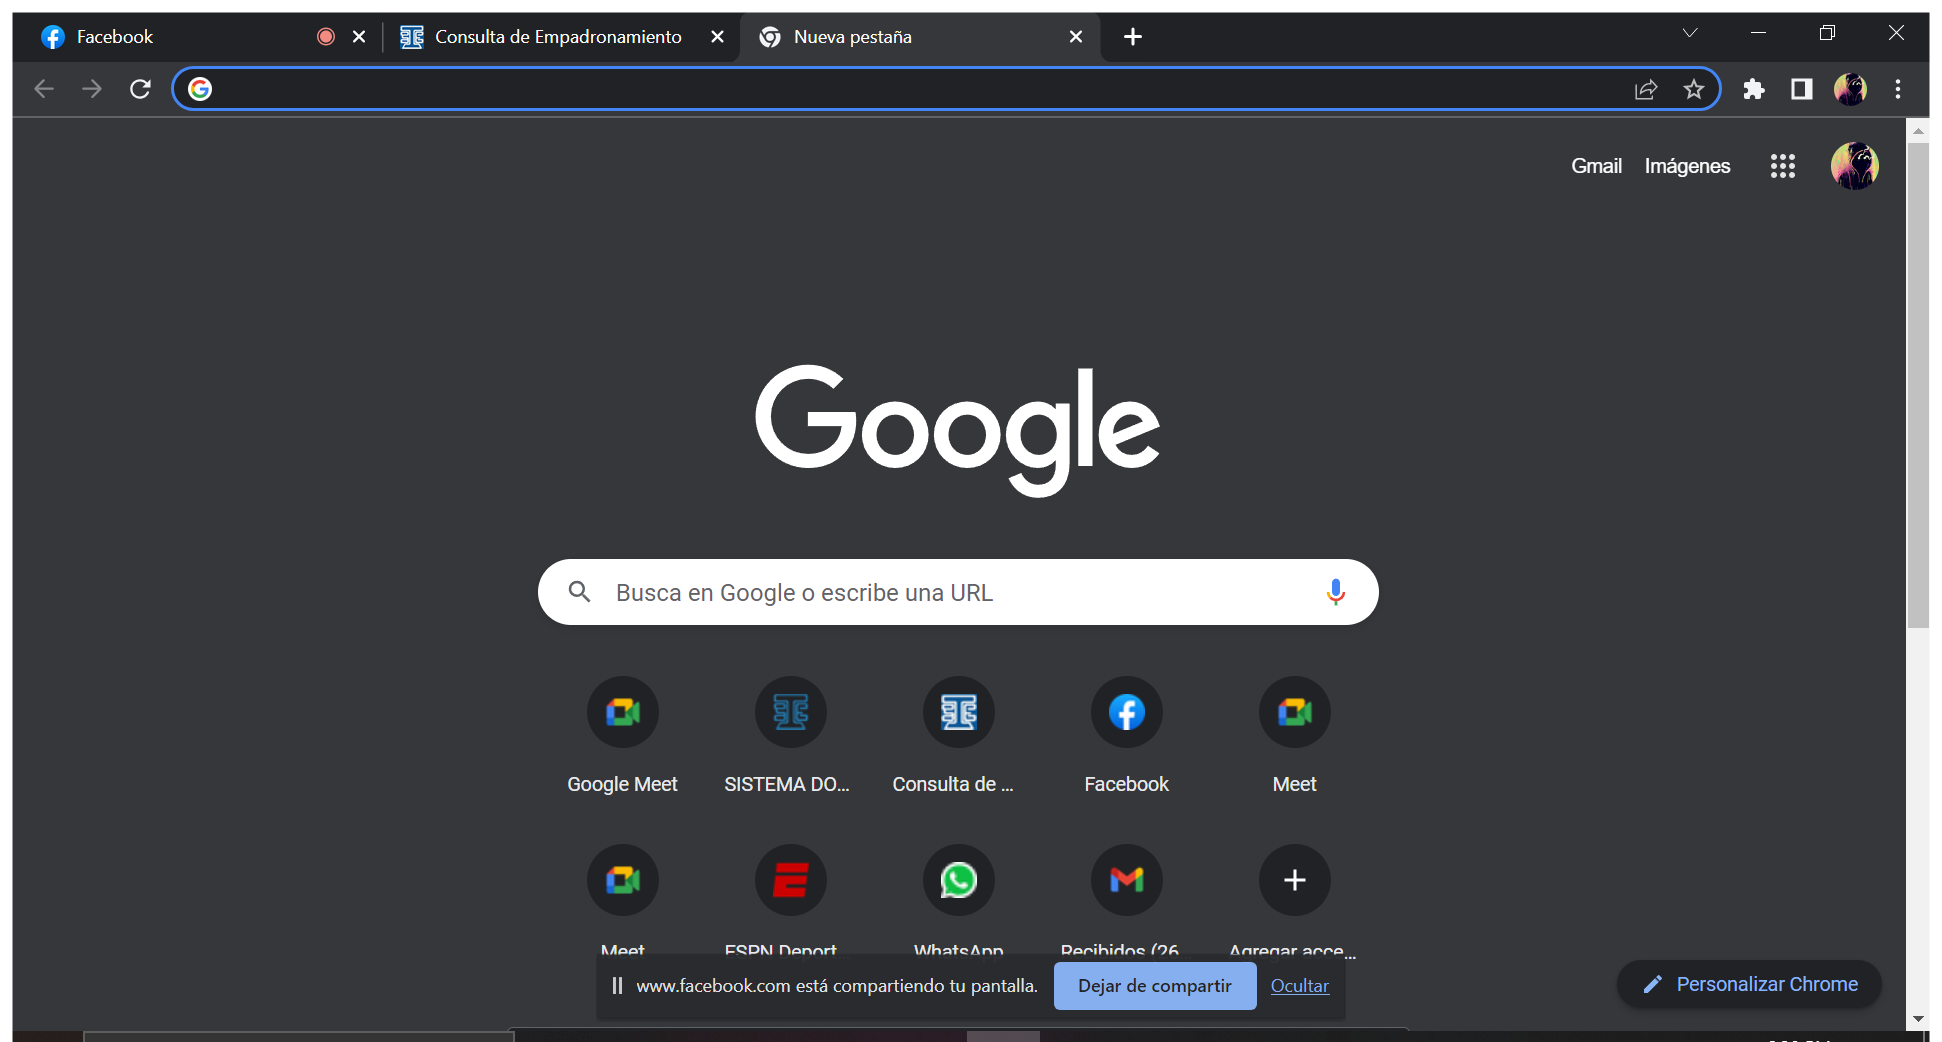 Facebook
Consulta de Empadronamiento
Nueva pestaña
Gmail Imágenes
Google
Busca en Google o escribe una URL
Google Meet
SISTEMA DO...
Consulta de ...
Facebook
Meet
Meet
ESPN Deport
WhatsApp
Recibidos (26
Agregar acce...
www.facebook.com está compartiendo tu pantalla.
Dejar de compartir
Ocultar
Personalizar Chrome